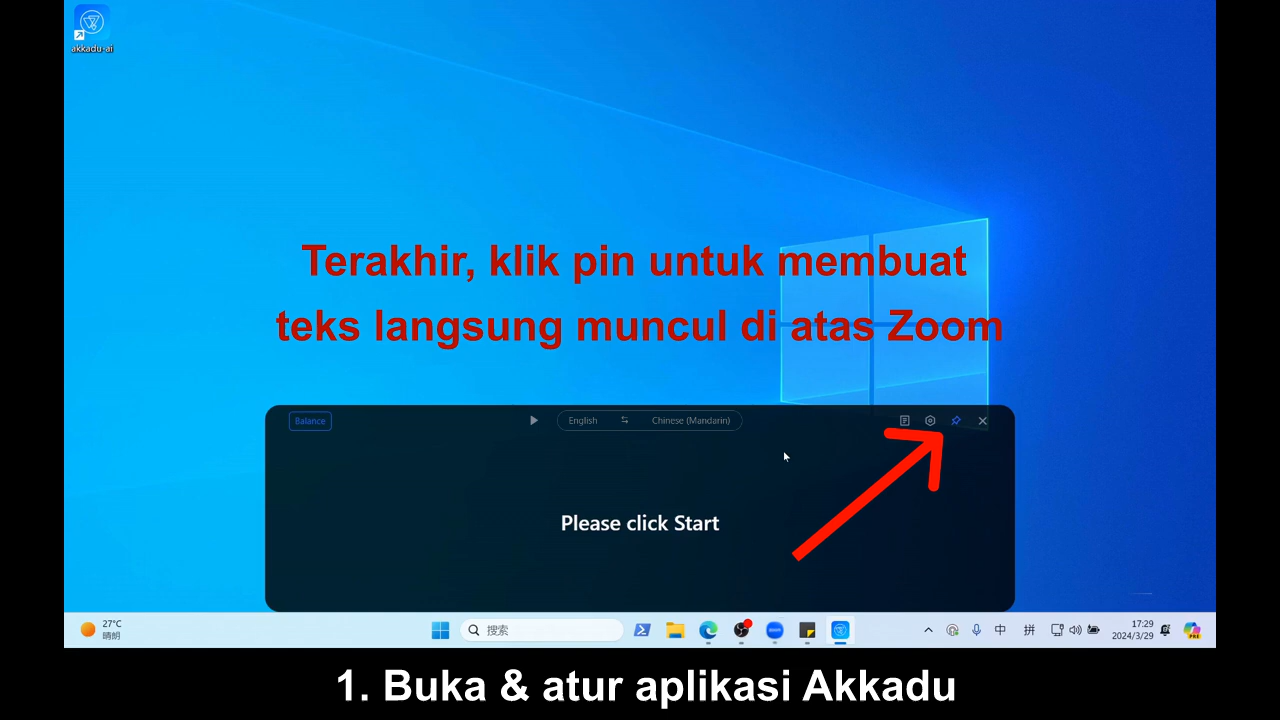 akkadu-ai
Terakhir, klik pin untuk membuat
teks langsung muncul di atas Zoom
Balance
English
Chinese (Mandarin)
Please click Start
27°C
晴朗
搜索
中
拼
17:29
2024/3/29
PRE
1. Buka & atur aplikasi Akkadu